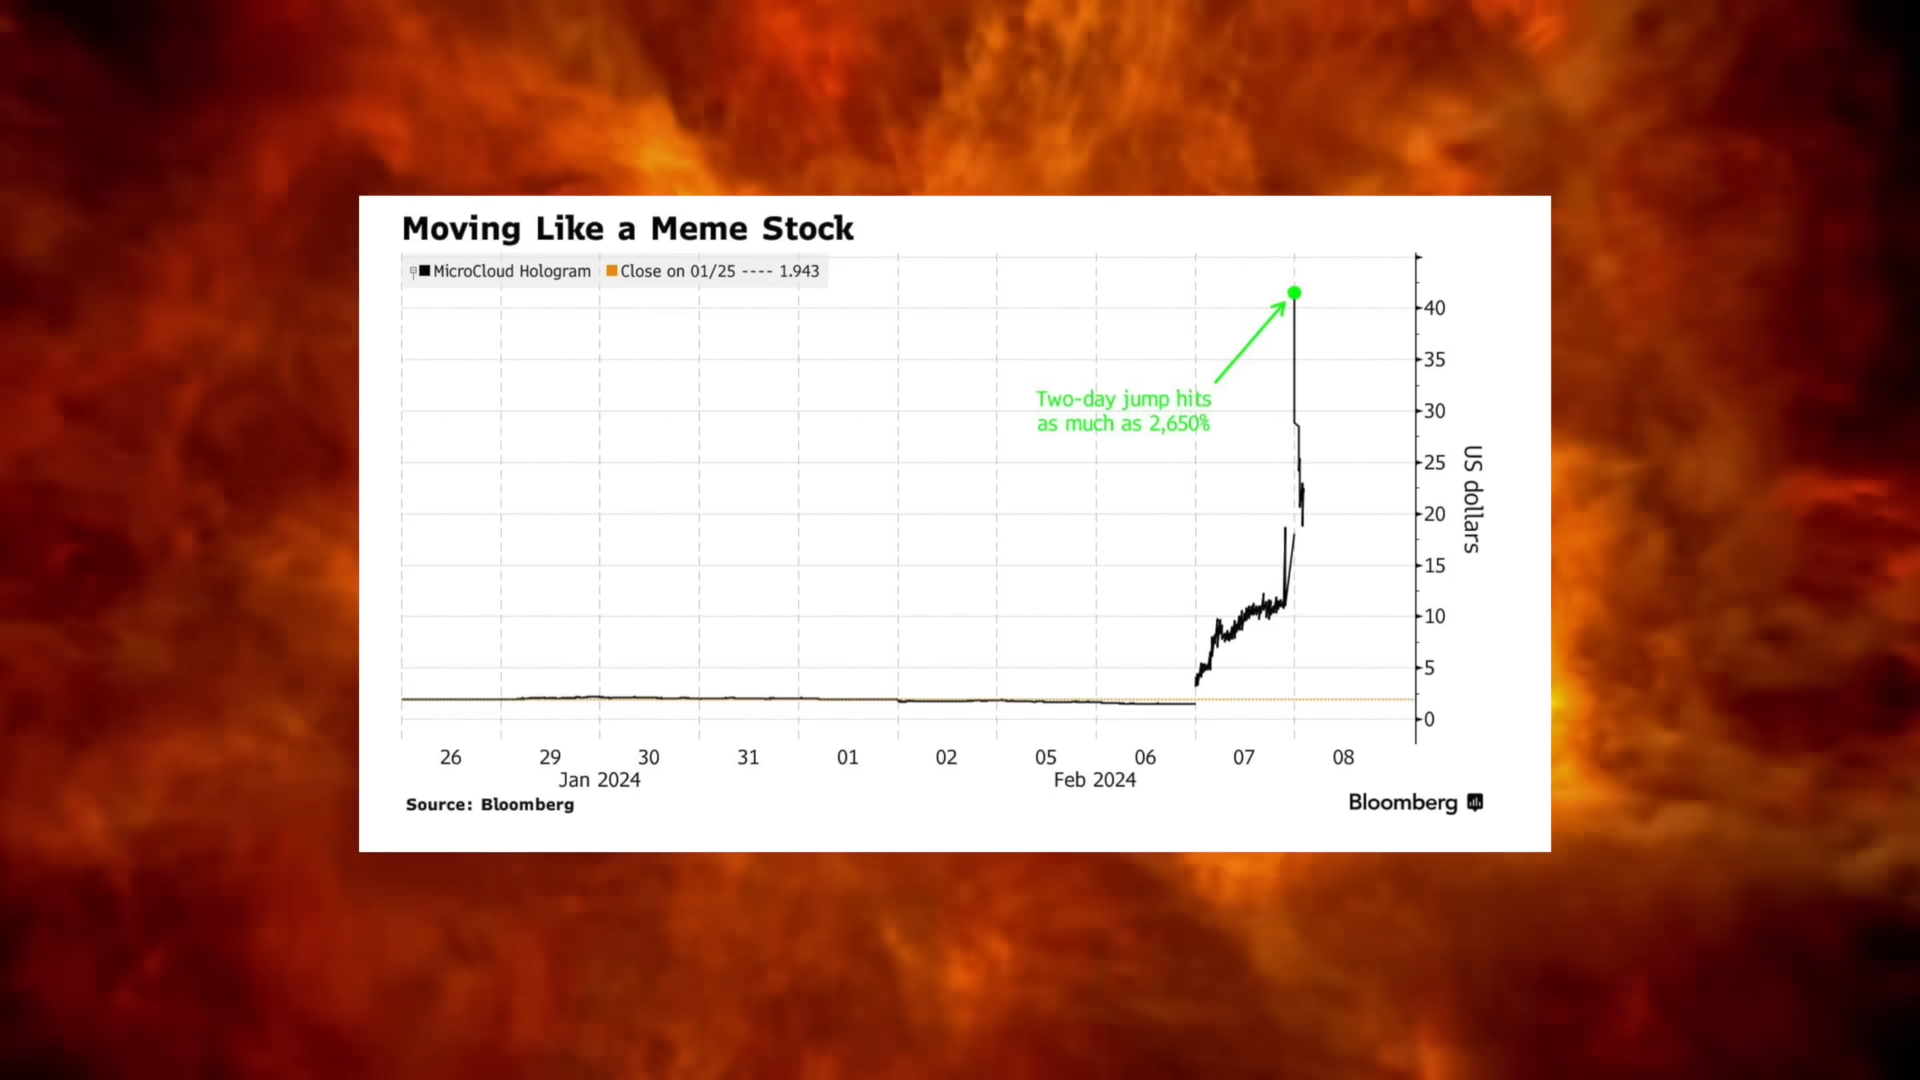 Moving Like a Meme Stock
MicroCloud Hologram Close on 01/25 ---- 1.943
40
35
Two-day jump hits
as much as 2,650%
30
25
20
15
10
5
0
US dollars
26 29 30 31 01 02 05 06 07 08
Jan 2024 Feb 2024
Source: Bloomberg
Bloomberg